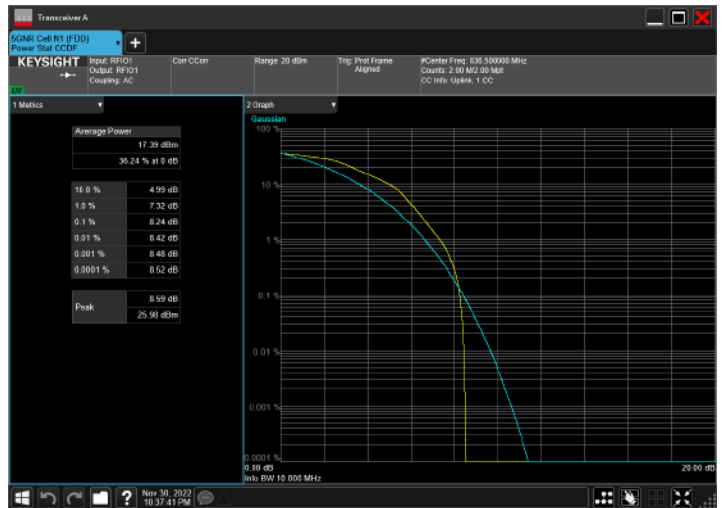 Transceiver A
5GNR Cell N1 (FDD)
Power Stat CCDF
KEYSIGHT
Input: RFIO1
Output: RFIO1
Coupling: AC
Corr CCorr
Range: 20 dBm
Trig: Prot Frame
Aligned
#Center Freq: 836.500000 MHz
Counts: 2.00 M/2.00 Mpt
CC Info: Uplink, 1 CC
1 Metrics
Average Power
17.39 dBm
36.24 % at 0 dB
10.0 % 4.99 dB
1.0 % 7.32 dB
0.1 % 8.24 dB
0.01 % 8.42 dB
0.001 % 8.48 dB
0.0001 % 8.52 dB
Peak
8.59 dB
25.98 dBm
2 Graph
Gaussian
100 %
10 %
1 %
0.1 %
0.01 %
0.001 %
0.0001 %
0.00 dB
20.00 dB
Info BW 10.000 MHz
?
Nov 30, 2022
10:37:41 PM